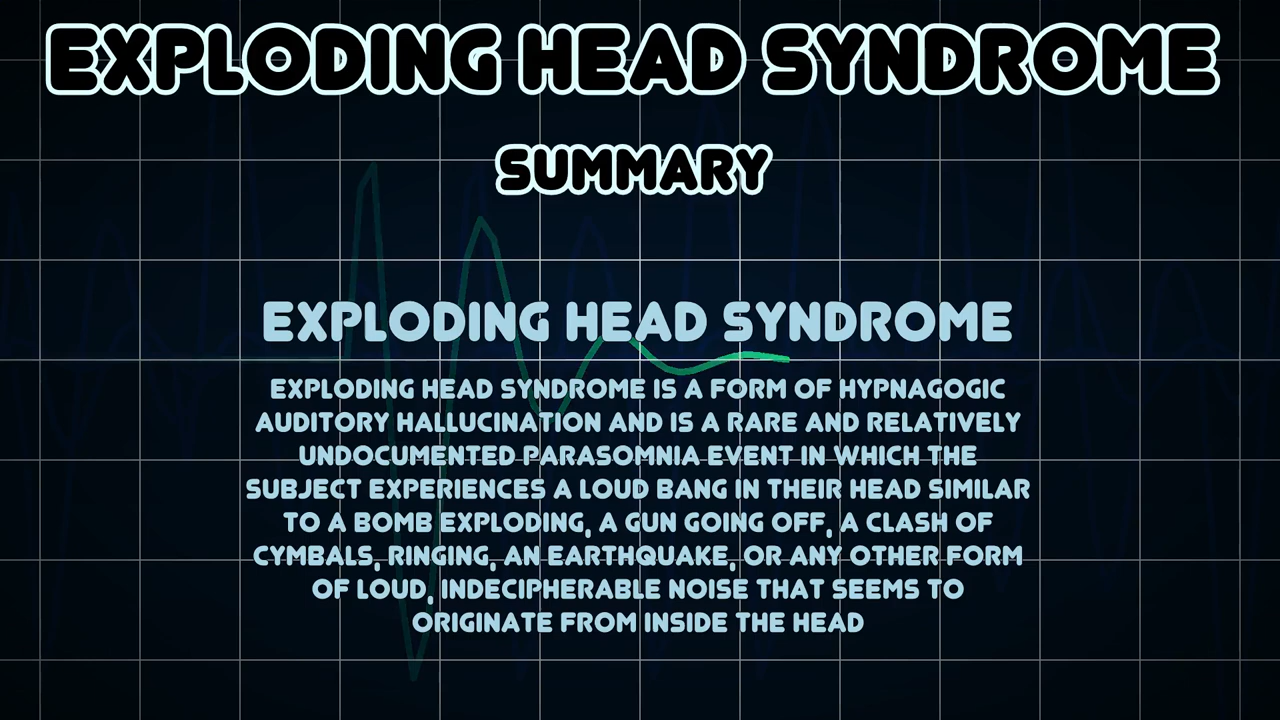 EXPLODING HEAD SYNDROME
SUMMARY
EXPLODING HEAD SYNDROME
EXPLODING HEAD SYNDROME IS A FORM OF HYPNAGOGIC
AUDITORY HALLUCINATION AND IS A RARE AND RELATIVELY
UNDOCUMENTED PARASOMNIA EVENT IN WHICH THE
SUBJECT EXPERIENCES A LOUD BANG IN THEIR HEAD SIMILAR
TO A BOMB EXPLODING, A GUN GOING OFF, A CLASH OF
CYMBALS, RINGING, AN EARTHQUAKE, OR ANY OTHER FORM
OF LOUD, INDECIPHERABLE NOISE THAT SEEMS TO
ORIGINATE FROM INSIDE THE HEAD